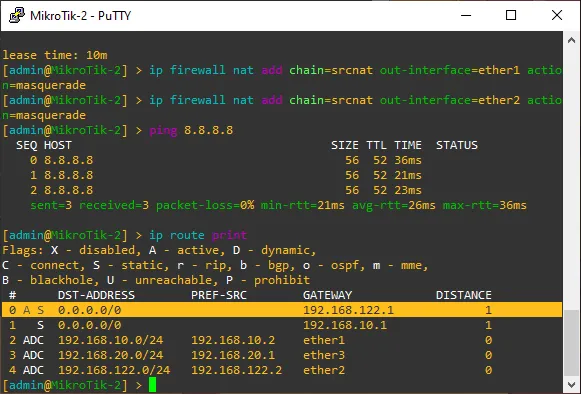 MikroTik-2 - PuTTY
lease time: 10m
[admin@MikroTik-2] > ip firewall nat add chain=srcnat out-interface=ether1 actio
n=masquerade
[admin@MikroTik-2] > ip firewall nat add chain=srcnat out-interface=ether2 actio
n=masquerade
[admin@MikroTik-2] > ping 8.8.8.8
  SEQ HOST                                     SIZE TTL TIME  STATUS
    0 8.8.8.8                                    56  52 36ms
    1 8.8.8.8                                    56  52 21ms
    2 8.8.8.8                                    56  52 23ms
    sent=3 received=3 packet-loss=0% min-rtt=21ms avg-rtt=26ms max-rtt=36ms
[admin@MikroTik-2] > ip route print
Flags: X - disabled, A - active, D - dynamic,
C - connect, S - static, r - rip, b - bgp, o - ospf, m - mme,
B - blackhole, U - unreachable, P - prohibit
 #      DST-ADDRESS        PREF-SRC        GATEWAY            DISTANCE
 0 A S  0.0.0.0/0                          192.168.122.1             1
 1   S  0.0.0.0/0                          192.168.10.1              1
 2 ADC  192.168.10.0/24    192.168.10.2    ether1                    0
 3 ADC  192.168.20.0/24    192.168.20.1    ether3                    0
 4 ADC  192.168.122.0/24   192.168.122.2   ether2                    0
[admin@MikroTik-2] >